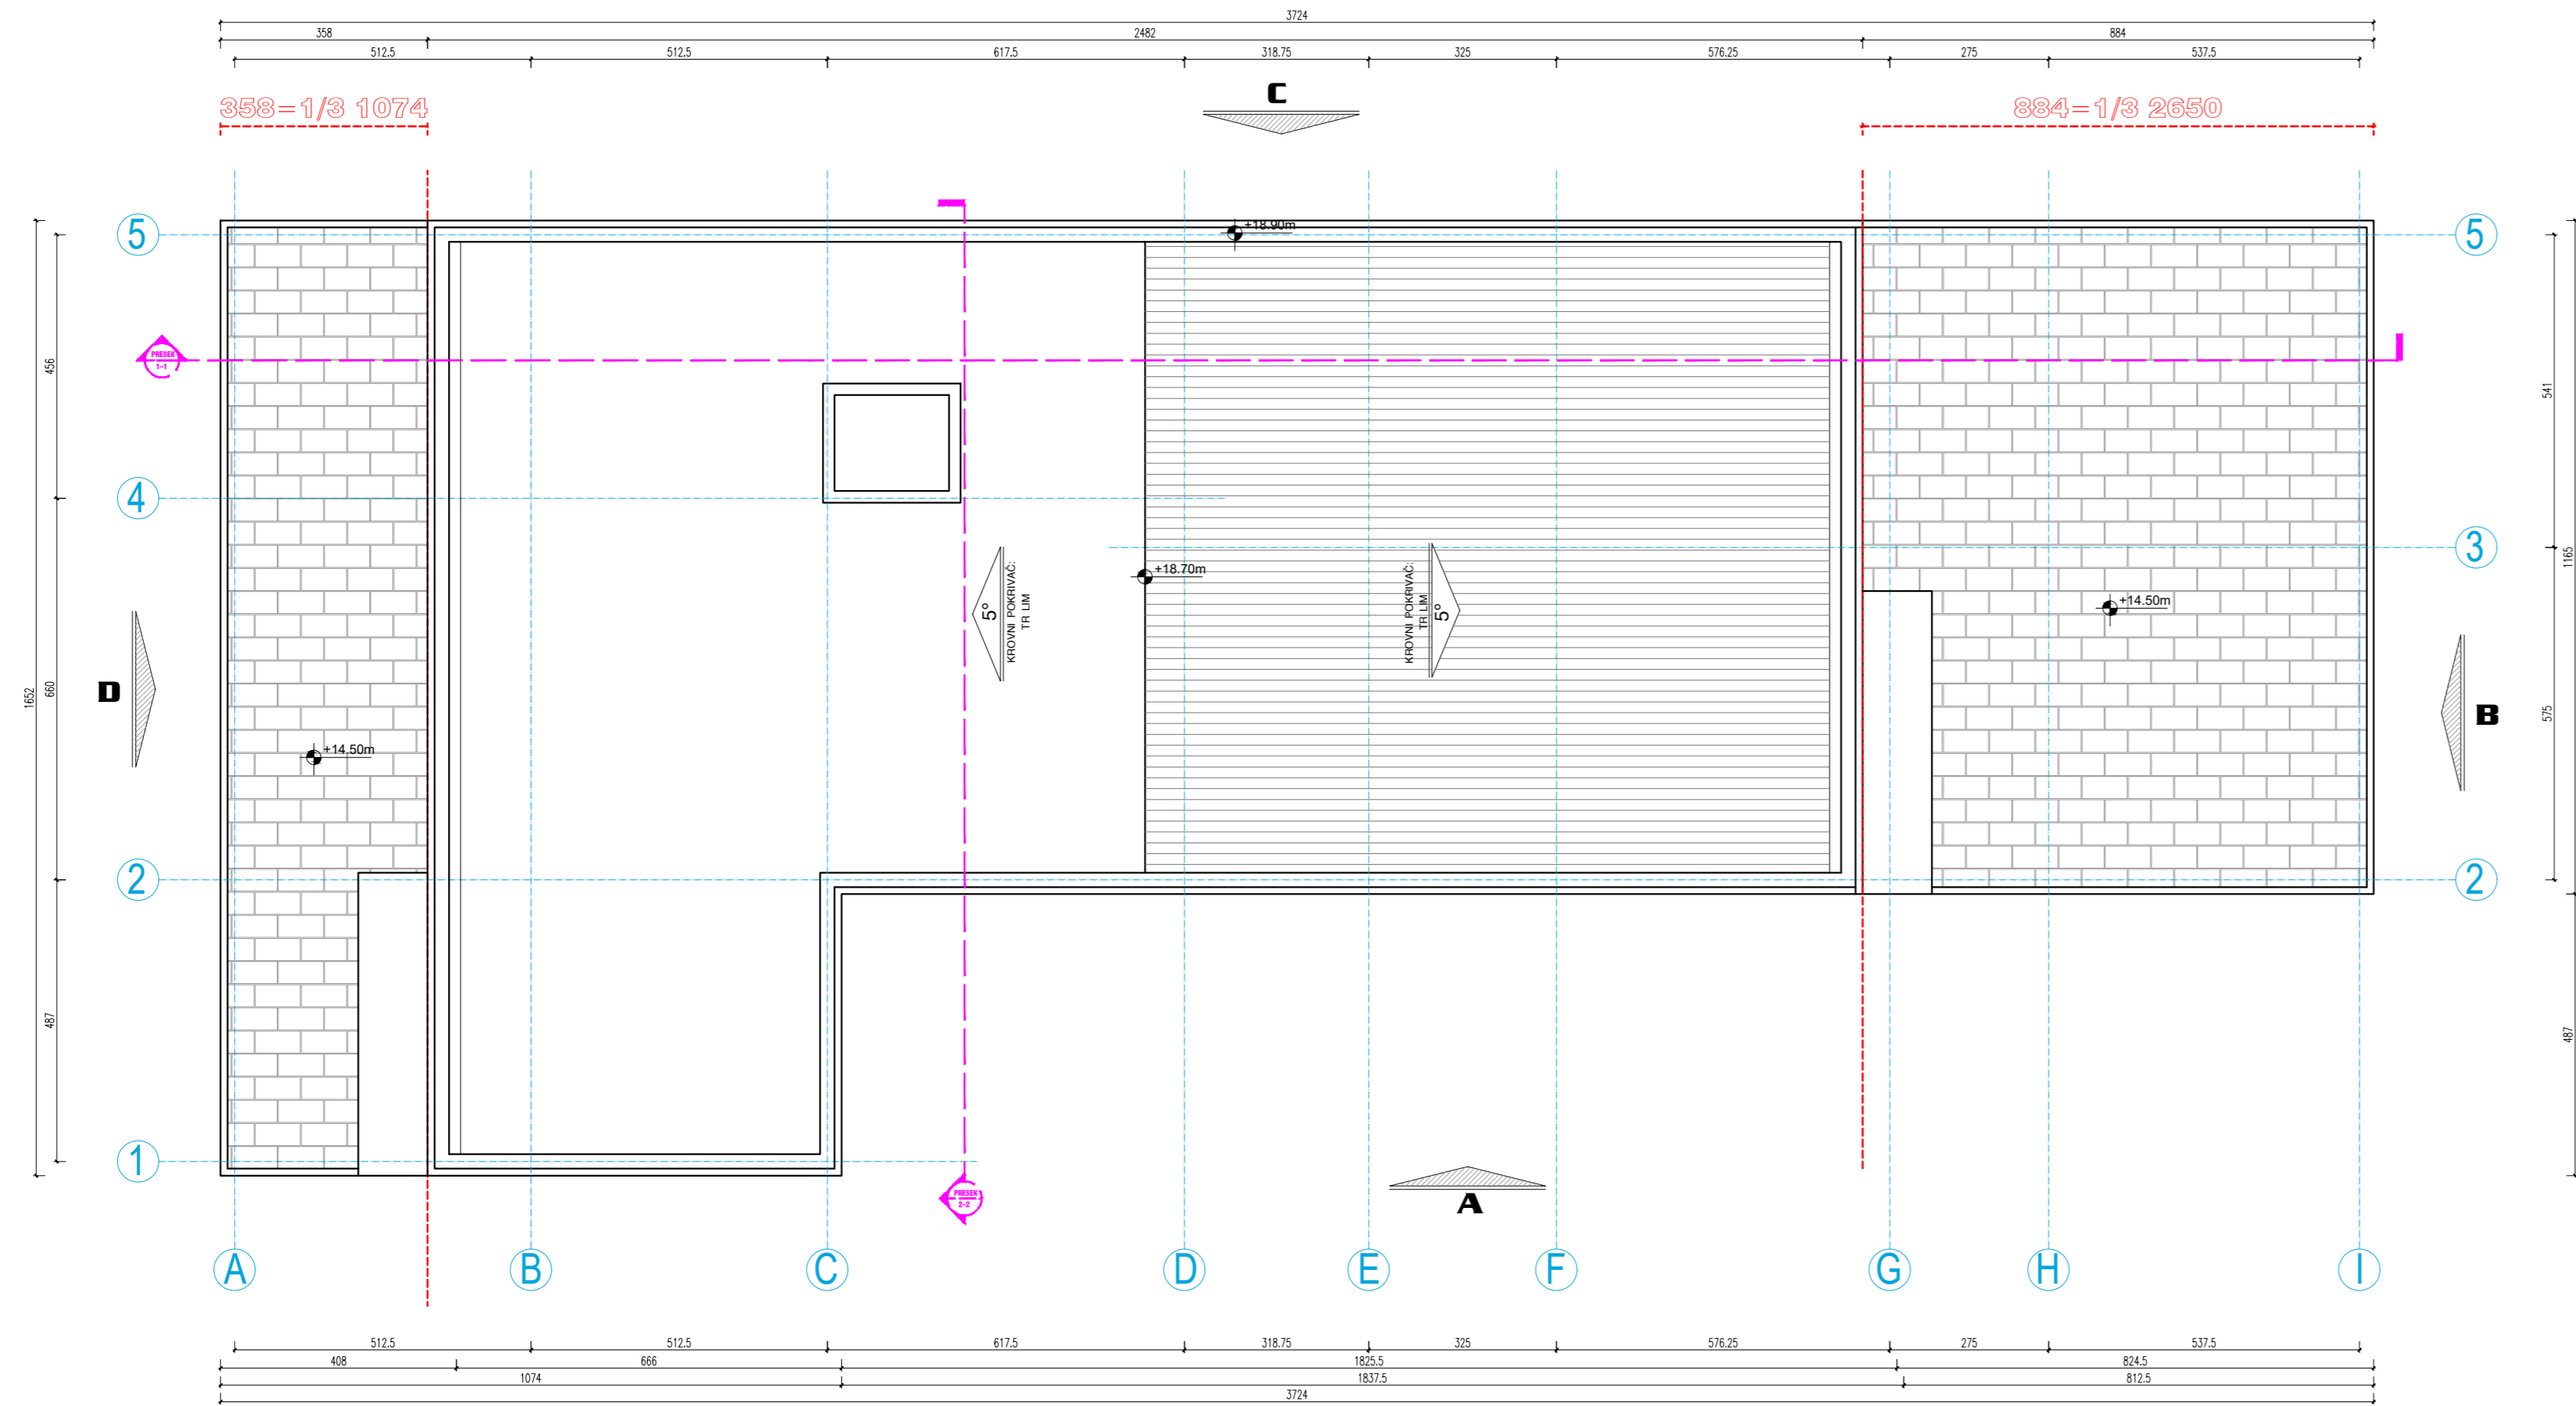 3724
358
2482
884
512.5
512.5
617.5
318.75
325
576.25
275
537.5
C
358=1/3 1074
884=1/3 2650
5
+18.90m
5
PRESEK
1-1
456
541
4
3
1165
+18.70m
5°
KROVNI POKRIVAČ:
TR LIM
KROVNI POKRIVAČ:
TR LIM
5°
+14.50m
D
B
1652
660
575
+14.50m
2
2
487
487
1
PRESEK
2-2
A
A
B
C
D
E
F
G
H
I
512.5
512.5
617.5
318.75
325
576.25
275
537.5
408
666
1825.5
824.5
1074
1837.5
812.5
3724